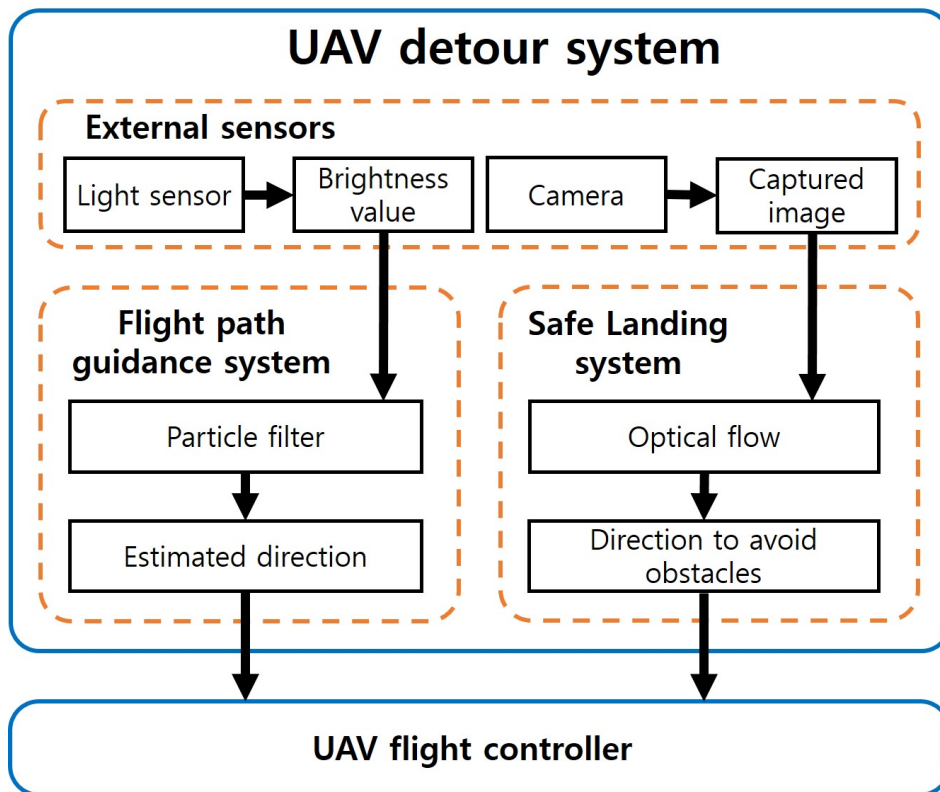 UAV detour system
External sensors
Light sensor
Brightness
value
Camera
Captured
image
Flight path
guidance system
Particle filter
Estimated direction
Safe Landing
system
Optical flow
Direction to avoid
obstacles
UAV flight controller